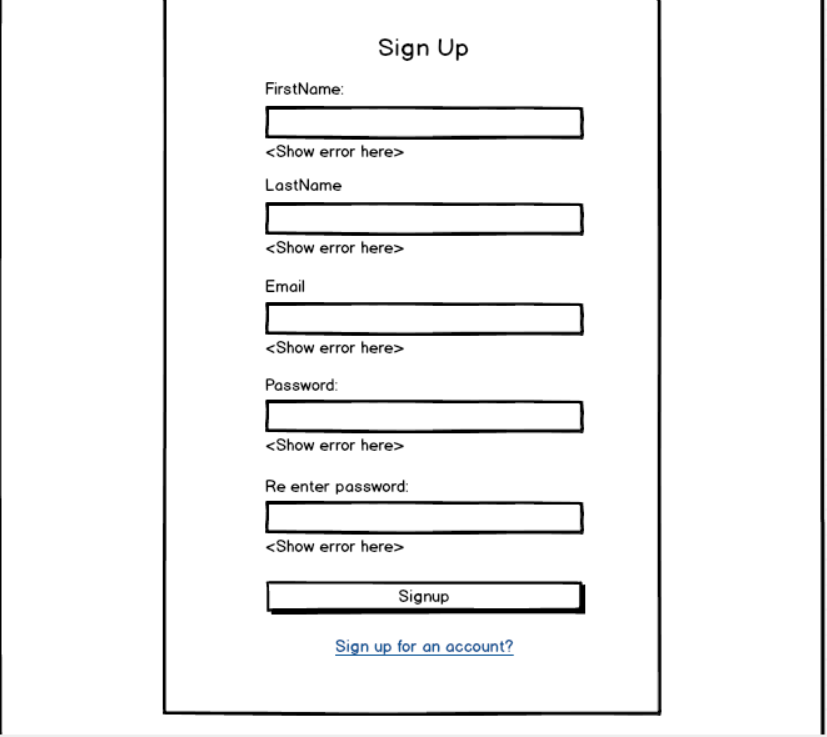 Sign Up
FirstName:
<Show error here>
LastName
<Show error here>
Email
<Show error here>
Password:
<Show error here>
Re enter password:
<Show error here>
Signup
Sign up for an account?